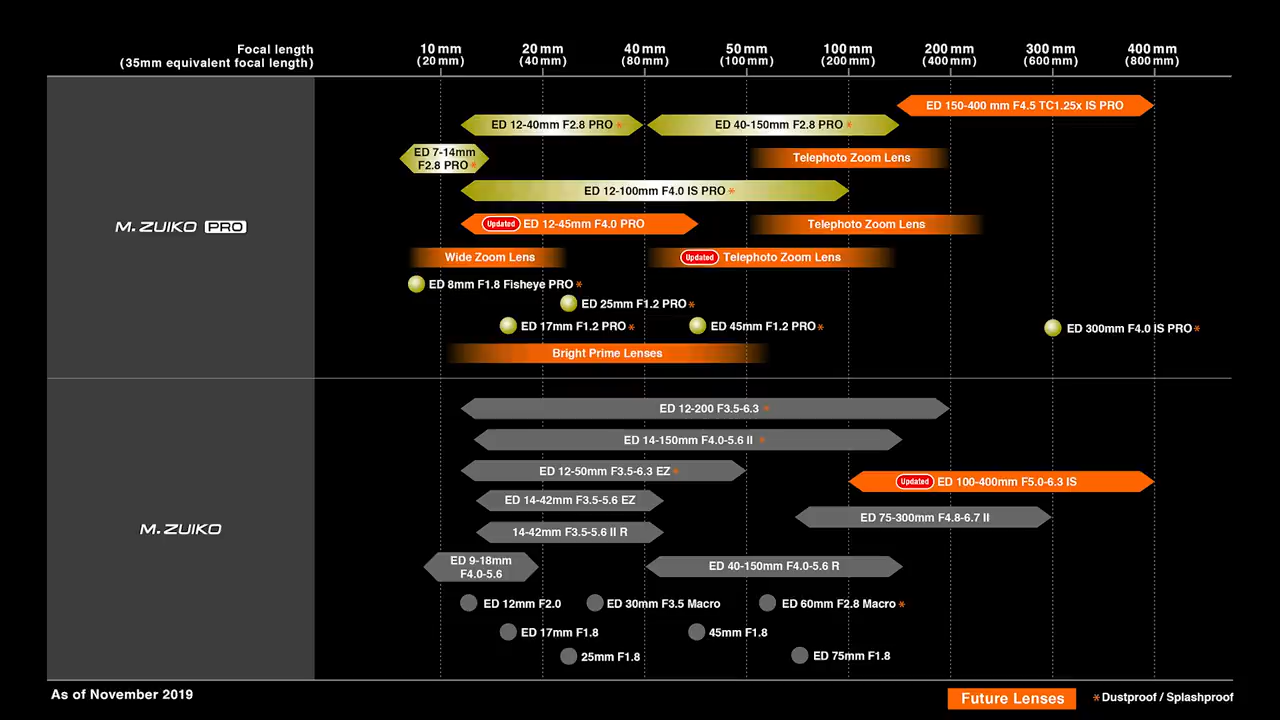 Focal length
(35mm equivalent focal length)
10 mm 20 mm 40 mm 50 mm 100 mm 200 mm 300 mm 400 mm
(20 mm) (40 mm) (80 mm) (100 mm) (200 mm) (400 mm) (600 mm) (800 mm)
M.ZUIKO PRO
ED 150-400 mm F4.5 TC1.25x IS PRO
ED 12-40mm F2.8 PRO* ED 40-150mm F2.8 PRO*
ED 7-14mm
F2.8 PRO*
Telephoto Zoom Lens
ED 12-100mm F4.0 IS PRO*
Updated ED 12-45mm F4.0 PRO Telephoto Zoom Lens
Wide Zoom Lens Updated Telephoto Zoom Lens
ED 8mm F1.8 Fisheye PRO*
ED 25mm F1.2 PRO*
ED 17mm F1.2 PRO* ED 45mm F1.2 PRO* ED 300mm F4.0 IS PRO*
Bright Prime Lenses
M.ZUIKO
ED 12-200 F3.5-6.3 *
ED 14-150mm F4.0-5.6 II *
ED 12-50mm F3.5-6.3 EZ*
Updated ED 100-400mm F5.0-6.3 IS
ED 14-42mm F3.5-5.6 EZ
ED 75-300mm F4.8-6.7 II
14-42mm F3.5-5.6 II R
ED 9-18mm
F4.0-5.6
ED 40-150mm F4.0-5.6 R
ED 12mm F2.0 ED 30mm F3.5 Macro ED 60mm F2.8 Macro*
ED 17mm F1.8 45mm F1.8
25mm F1.8 ED 75mm F1.8
As of November 2019
Future Lenses
*Dustproof / Splashproof